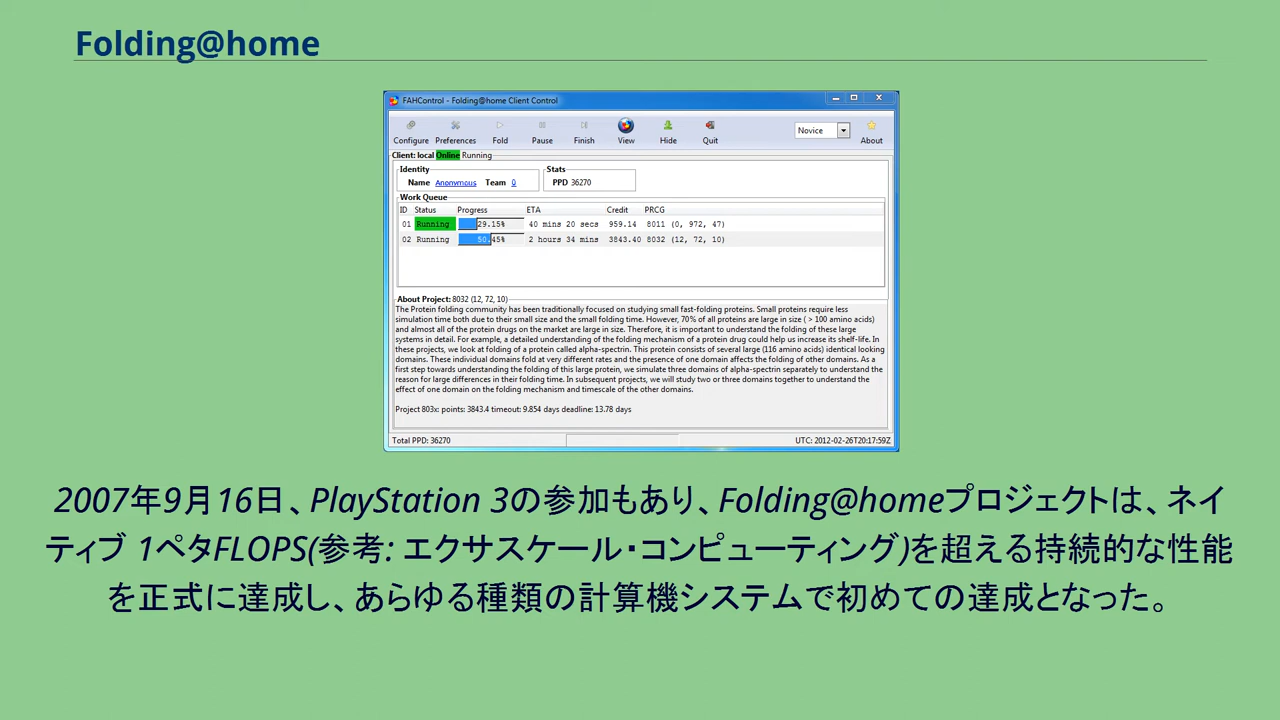 Folding@home
FAHControl - Folding@home Client Control
Configure Preferences Fold Pause Finish View Hide Quit Novice About
Client: local Online Running
Identity Stats
Name Anonymous Team 0 PPD 36270
Work Queue
ID Status Progress ETA Credit PRCG
01 Running 29.15% 40 mins 20 secs 959.14 8011 (0, 972, 47)
02 Running 50.45% 2 hours 34 mins 3843.40 8032 (12, 72, 10)
About Project: 8032 (12, 72, 10)
The Protein folding community has been traditionally focused on studying small fast-folding proteins. Small proteins require less
simulation time both due to their small size and the small folding time. However, 70% of all proteins are large in size ( > 100 amino acids)
and almost all of the protein drugs on the market are large in size. Therefore, it is important to understand the folding of these large
systems in detail. For example, a detailed understanding of the folding mechanism of a protein drug could help us increase its shelf-life. In
these projects, we look at folding of a protein called alpha-spectrin. This protein consists of several large (116 amino acids) identical looking
domains. These individual domains fold at very different rates and the presence of one domain affects the folding of other domains. As a
first step towards understanding the folding of this large protein, we simulate three domains of alpha-spectrin separately to understand the
reason for large differences in their folding time. In subsequent projects, we will study two or three domains together to understand the
effect of one domain on the folding mechanism and timescale of the other domains.
Project 803x: points: 3843.4 timeout: 9.854 days deadline: 13.78 days
Total PPD: 36270 UTC: 2012-02-26T20:17:59Z
2007年9月16日、PlayStation 3の参加もあり、Folding@homeプロジェクトは、ネイ
ティブ 1ペタFLOPS(参考: エクサスケール・コンピューティング)を超える持続的な性能
を正式に達成し、あらゆる種類の計算機システムで初めての達成となった。